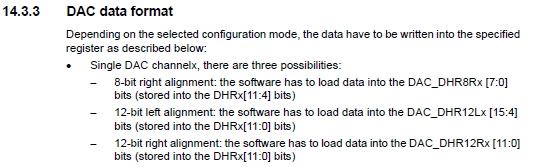 14.3.3 DAC data format
Depending on the selected configuration mode, the data have to be written into the specified
register as described below:
• Single DAC channelx, there are three possibilities:
– 8-bit right alignment: the software has to load data into the DAC_DHR8Rx [7:0]
bits (stored into the DHRx[11:4] bits)
– 12-bit left alignment: the software has to load data into the DAC_DHR12Lx [15:4]
bits (stored into the DHRx[11:0] bits)
– 12-bit right alignment: the software has to load data into the DAC_DHR12Rx [11:0]
bits (stored into the DHRx[11:0] bits)